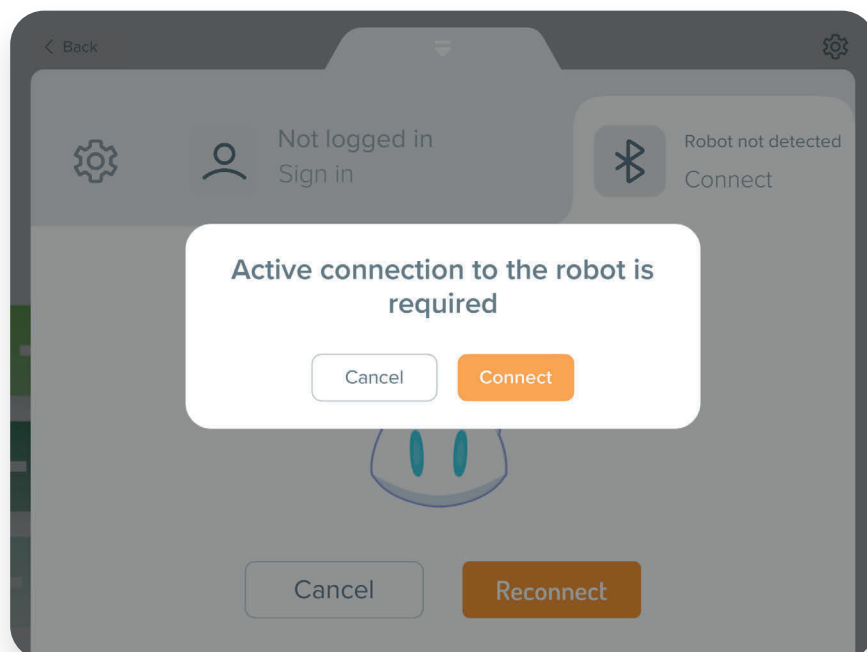 Back
Not logged in
Sign in
Robot not detected
Connect
Active connection to the robot is
required
Cancel
Connect
Cancel
Reconnect